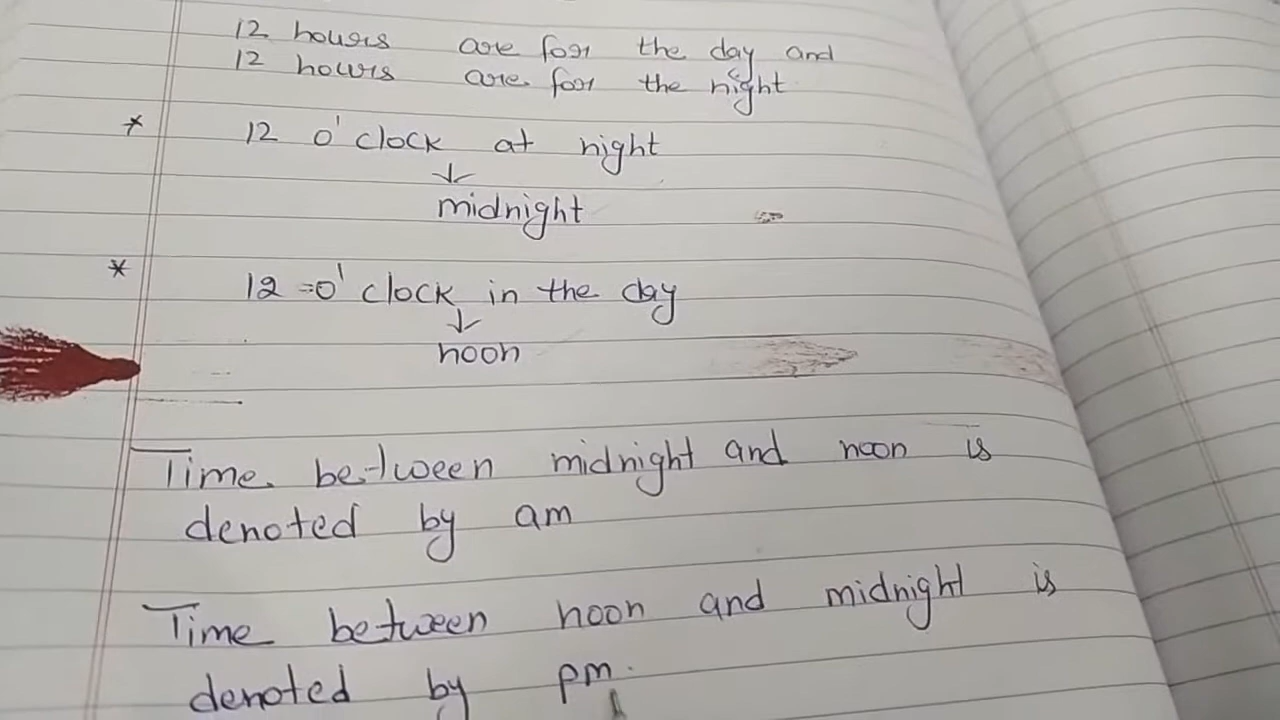 12 hours are for the day and
12 hours are for the night
* 12 o'clock at night
↓
midnight
* 12 =o'clock in the day
↓
noon
Time between midnight and noon is
denoted by am
Time between noon and midnight is
denoted by pm.